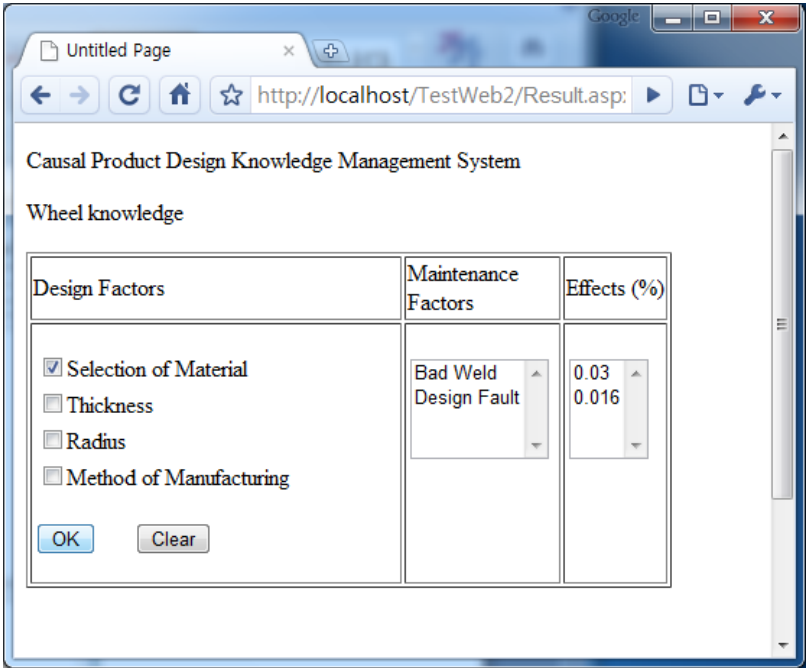 Google
Untitled Page
http://localhost/TestWeb2/Result.asp
Causal Product Design Knowledge Management System
Wheel knowledge
Design Factors
Maintenance
Factors
Effects (%)
Selection of Material
Thickness
Radius
Method of Manufacturing
OK
Clear
Bad Weld
Design Fault
0.03
0.016